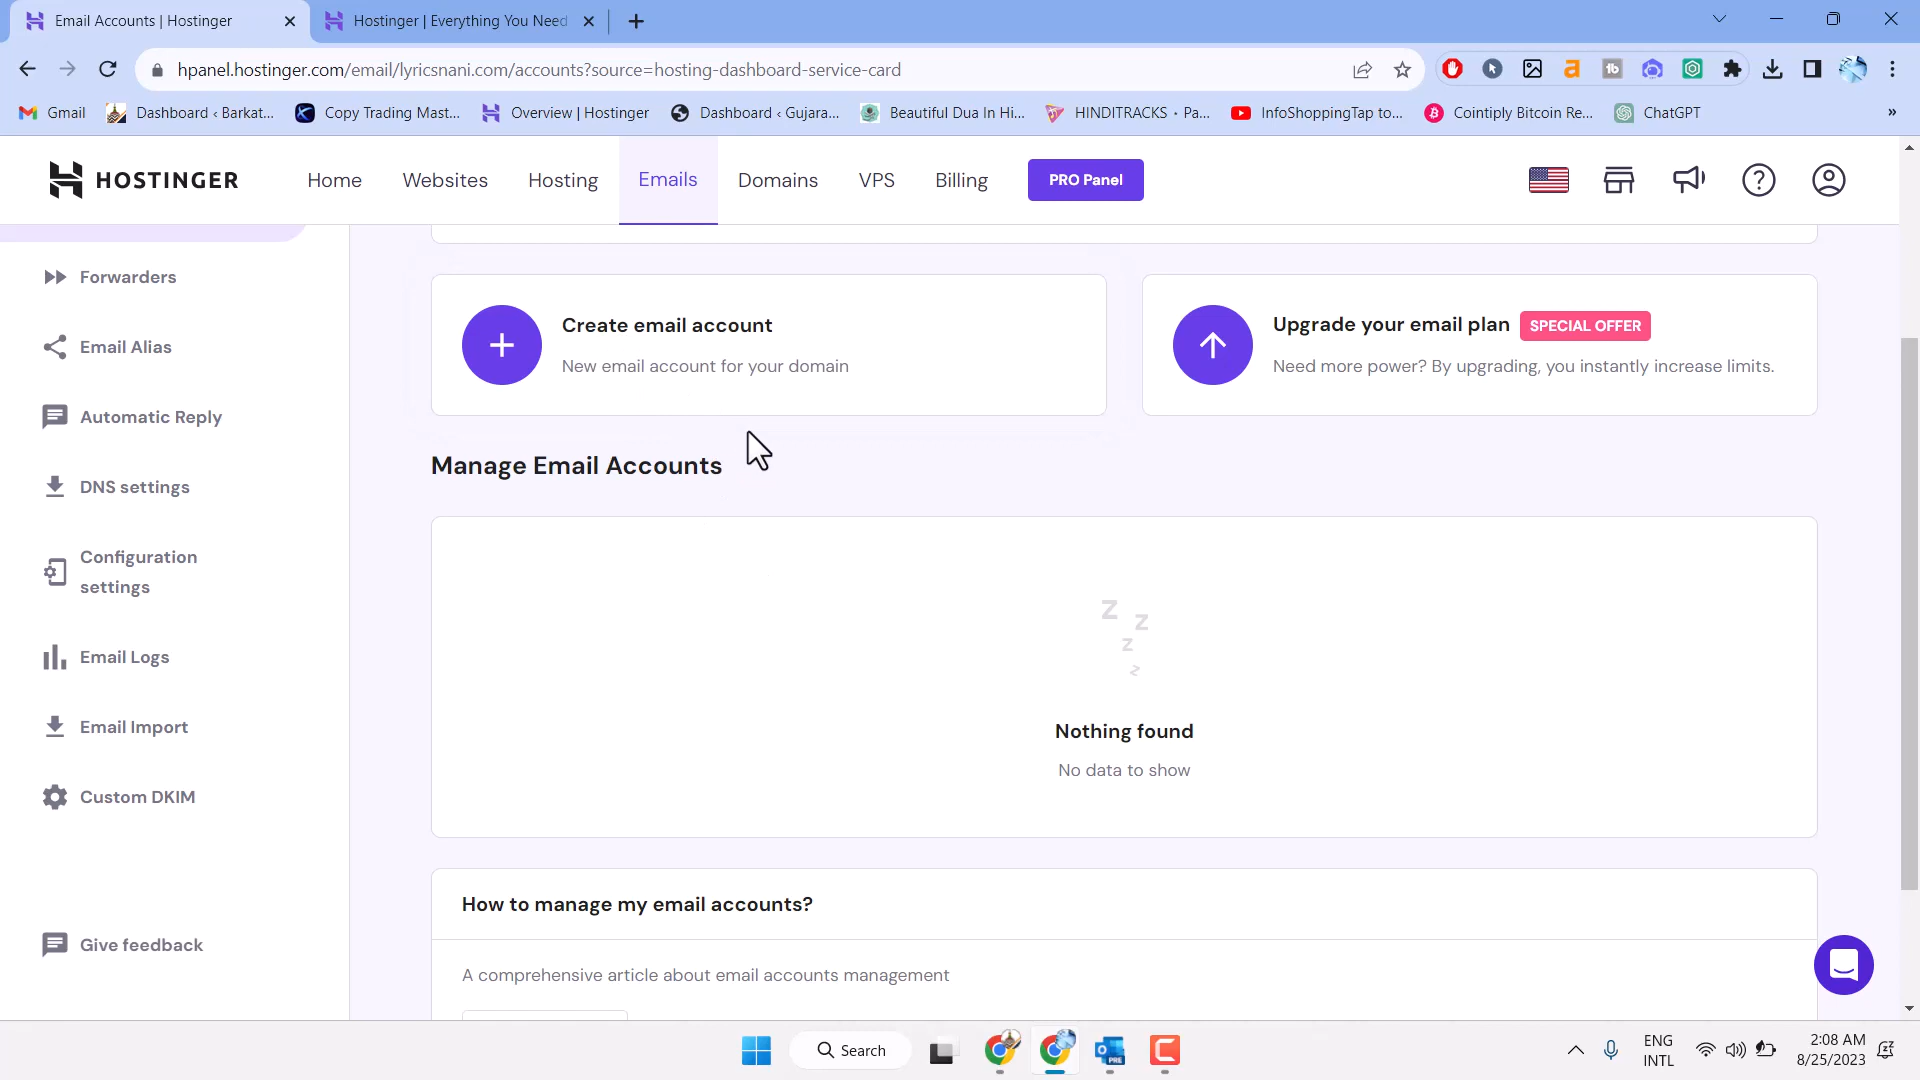 Email Accounts | Hostinger
Hostinger | Everything You Need
hpanel.hostinger.com/email/lyricsnani.com/accounts?source=hosting-dashboard-service-card
Gmail
Dashboard ‹ Barkat...
Copy Trading Mast...
Overview | Hostinger
Dashboard ‹ Gujara...
Beautiful Dua In Hi...
HINDITRACKS • Pa...
InfoShoppingTap to...
Cointiply Bitcoin Re...
ChatGPT
»
HOSTINGER
Home
Websites
Hosting
Emails
Domains
VPS
Billing
PRO Panel
Forwarders
Email Alias
Automatic Reply
DNS settings
Configuration
settings
Email Logs
Email Import
Custom DKIM
Give feedback
Create email account
New email account for your domain
Upgrade your email plan SPECIAL OFFER
Need more power? By upgrading, you instantly increase limits.
Manage Email Accounts
z z
z
z
Nothing found
No data to show
How to manage my email accounts?
A comprehensive article about email accounts management
Search
ENG
INTL
2:08 AM
8/25/2023